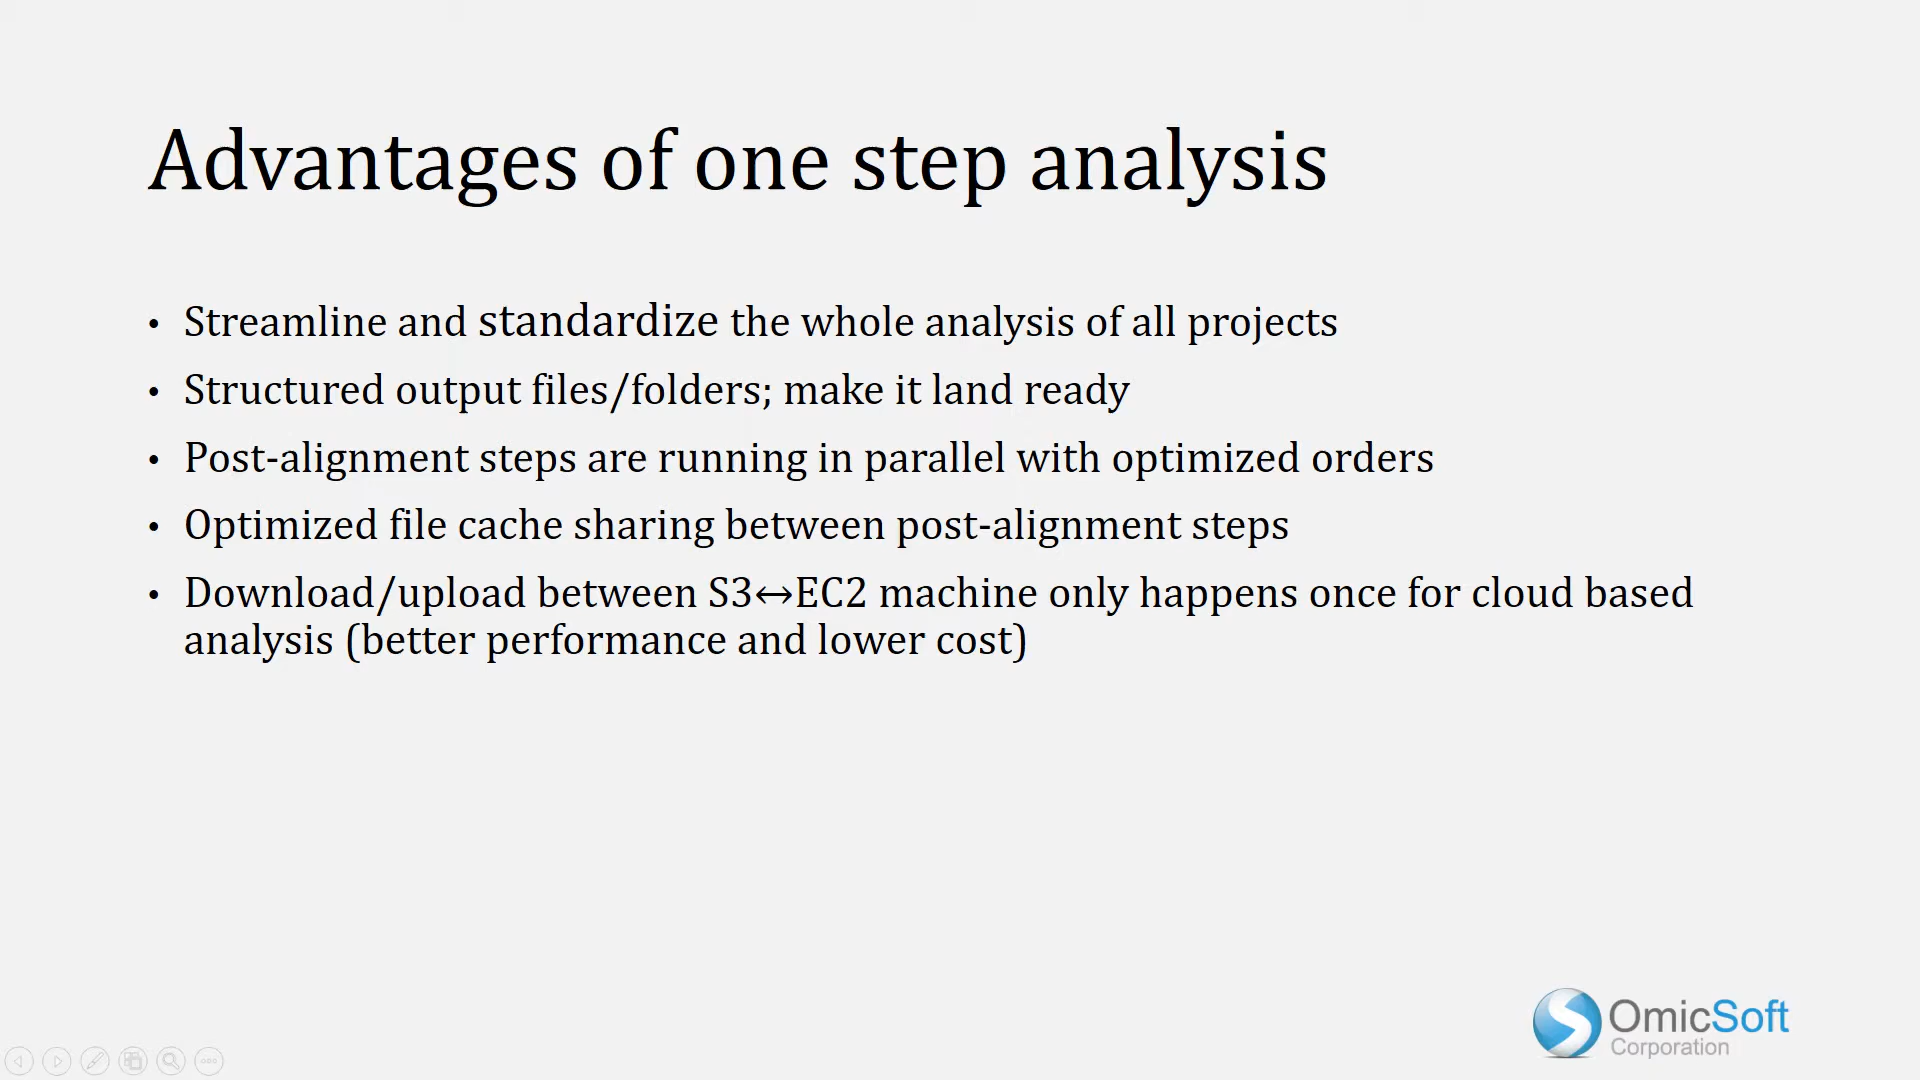 Advantages of one step analysis
• Streamline and standardize the whole analysis of all projects
• Structured output files/folders; make it land ready
• Post-alignment steps are running in parallel with optimized orders
• Optimized file cache sharing between post-alignment steps
• Download/upload between S3↔EC2 machine only happens once for cloud based
analysis (better performance and lower cost)
OmicSoft
Corporation